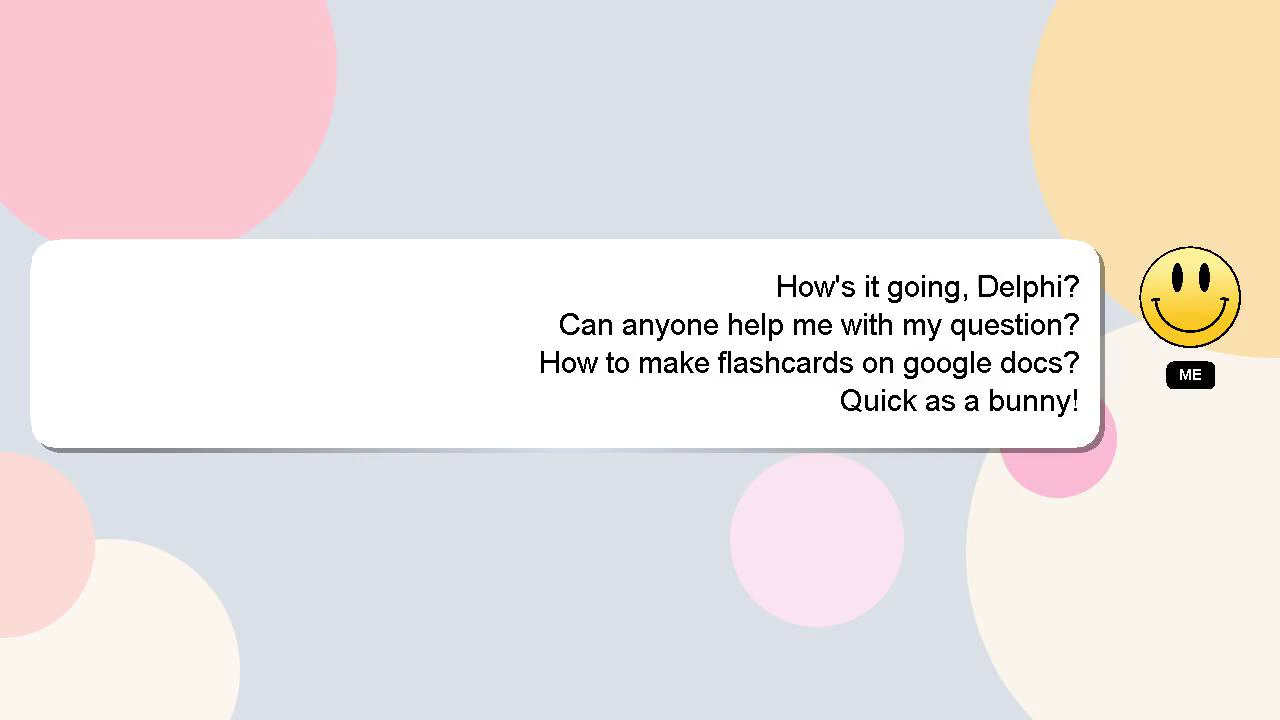 How's it going, Delphi?
Can anyone help me with my question?
How to make flashcards on google docs?
Quick as a bunny!
ME